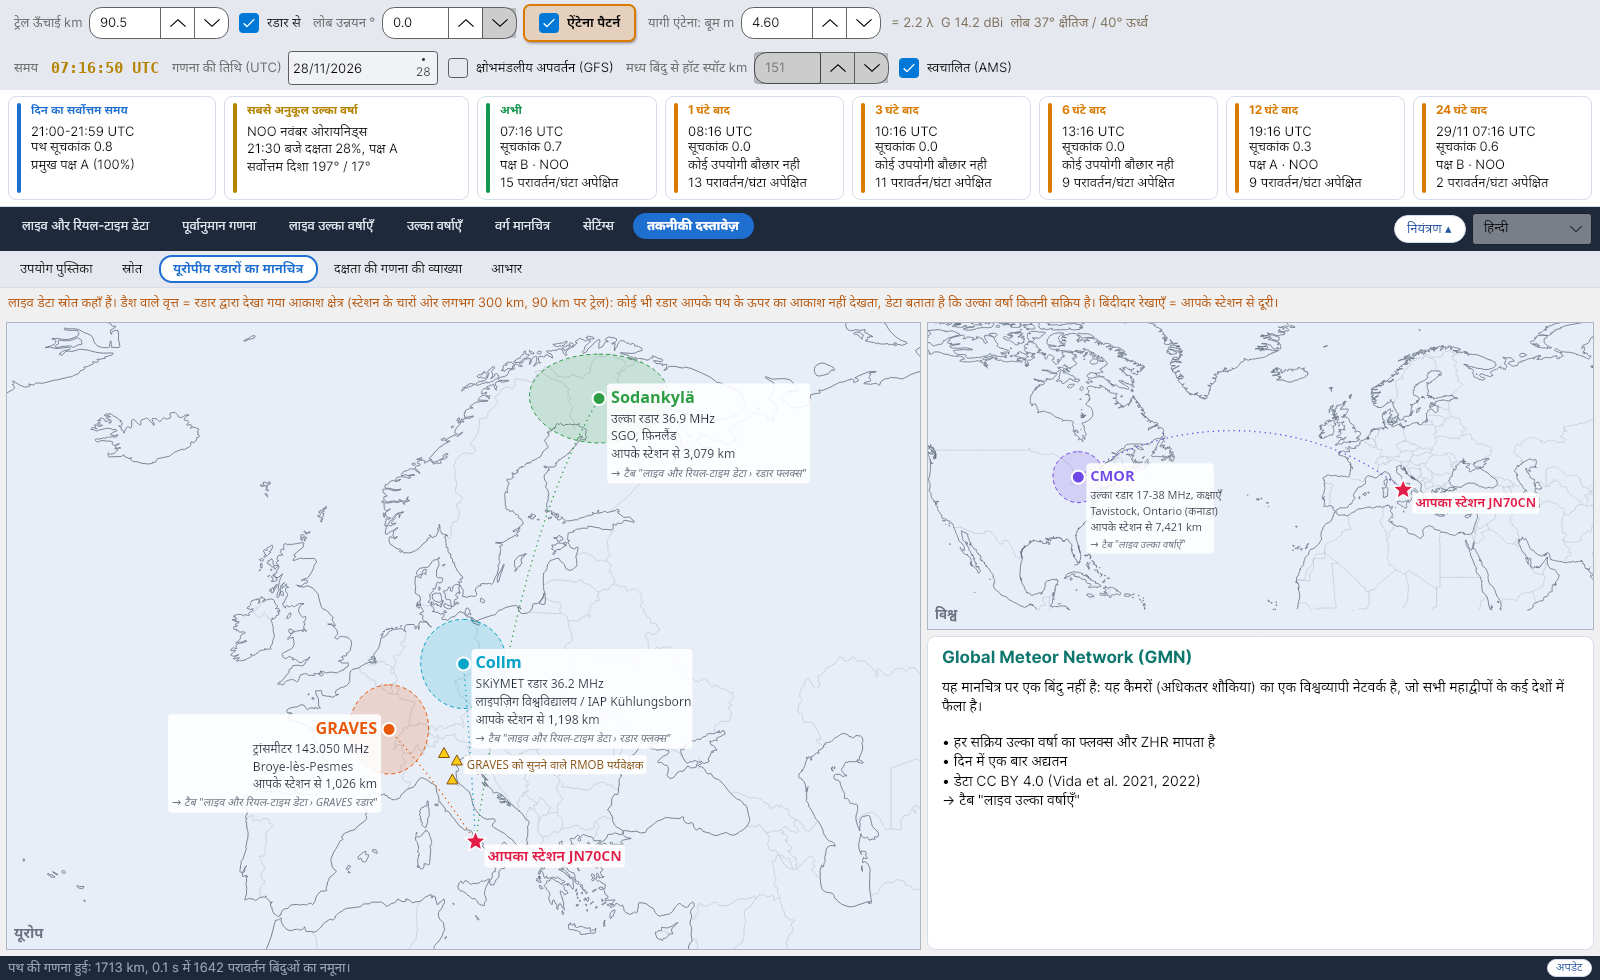 ट्रेल ऊँचाई km 90.5 रडार से लोब उन्नयन ° 0.0 ऐंटेना पैटर्न यागी एंटेना: बूम m 4.60 = 2.2 λ G 14.2 dBi लोब 37° क्षैतिज / 40° ऊर्ध्व
समय 07:16:50 UTC गणना की तिथि (UTC) 28/11/2026 28 क्षोभमंडलीय अपवर्तन (GFS) मध्य बिंदु से हॉट स्पॉट km 151 स्वचालित (AMS)
दिन का सर्वोत्तम समय
21:00-21:59 UTC
पथ सूचकांक 0.8
प्रमुख पक्ष A (100%)
सबसे अनुकूल उल्का वर्षा
NOO नवंबर ओरायनिड्स
21:30 बजे दक्षता 28%, पक्ष A
सर्वोत्तम दिशा 197° / 17°
अभी
07:16 UTC
सूचकांक 0.7
पक्ष B · NOO
15 परावर्तन/घंटा अपेक्षित
1 घंटे बाद
08:16 UTC
सूचकांक 0.0
कोई उपयोगी बौछार नहीं
13 परावर्तन/घंटा अपेक्षित
3 घंटे बाद
10:16 UTC
सूचकांक 0.0
कोई उपयोगी बौछार नहीं
11 परावर्तन/घंटा अपेक्षित
6 घंटे बाद
13:16 UTC
सूचकांक 0.0
कोई उपयोगी बौछार नहीं
9 परावर्तन/घंटा अपेक्षित
12 घंटे बाद
19:16 UTC
सूचकांक 0.3
पक्ष A · NOO
9 परावर्तन/घंटा अपेक्षित
24 घंटे बाद
29/11 07:16 UTC
सूचकांक 0.6
पक्ष B · NOO
2 परावर्तन/घंटा अपेक्षित
लाइव और रियल-टाइम डेटा पूर्वानुमान गणना लाइव उल्का वर्षाएँ उल्का वर्षाएँ वर्ग मानचित्र सेटिंग्स तकनीकी दस्तावेज़ नियंत्रण ▴ हिन्दी
उपयोग पुस्तिका स्रोत यूरोपीय रडारों का मानचित्र दक्षता की गणना की व्याख्या आभार
लाइव डेटा स्रोत कहाँ हैं। डैश वाले वृत्त = रडार द्वारा देखा गया आकाश क्षेत्र (स्टेशन के चारों ओर लगभग 300 km, 90 km पर ट्रेल): कोई भी रडार आपके पथ के ऊपर का आकाश नहीं देखता, डेटा बताता है कि उल्का वर्षा कितनी सक्रिय है। बिंदीदार रेखाएँ = आपके स्टेशन से दूरी।
Sodankylä
उल्का रडार 36.9 MHz
SGO, फ़िनलैंड
आपके स्टेशन से 3,079 km
→ टैब "लाइव और रियल-टाइम डेटा › रडार फ्लक्स"
Collm
SKiYMET रडार 36.2 MHz
लाइपज़िग विश्वविद्यालय / IAP Kühlungsborn
आपके स्टेशन से 1,198 km
→ टैब "लाइव और रियल-टाइम डेटा › रडार फ्लक्स"
GRAVES
ट्रांसमीटर 143.050 MHz
Broye-lès-Pesmes
आपके स्टेशन से 1,026 km
→ टैब "लाइव और रियल-टाइम डेटा › GRAVES रडार"
GRAVES को सुनने वाले RMOB पर्यवेक्षक
आपका स्टेशन JN70CN
यूरोप
CMOR
उल्का रडार 17-38 MHz, कक्षाएँ
Tavistock, Ontario (कनाडा)
आपके स्टेशन से 7,421 km
→ टैब "लाइव उल्का वर्षाएँ"
आपका स्टेशन JN70CN
विश्व
Global Meteor Network (GMN)
यह मानचित्र पर एक बिंदु नहीं है: यह कैमरों (अधिकतर शौकिया) का एक विश्वव्यापी नेटवर्क है, जो सभी महाद्वीपों के कई देशों में
फैला है।
• हर सक्रिय उल्का वर्षा का फ्लक्स और ZHR मापता है
• दिन में एक बार अद्यतन
• डेटा CC BY 4.0 (Vida et al. 2021, 2022)
→ टैब "लाइव उल्का वर्षाएँ"
पथ की गणना हुई: 1713 km, 0.1 s में 1642 परावर्तन बिंदुओं का नमूना।
अपडेट